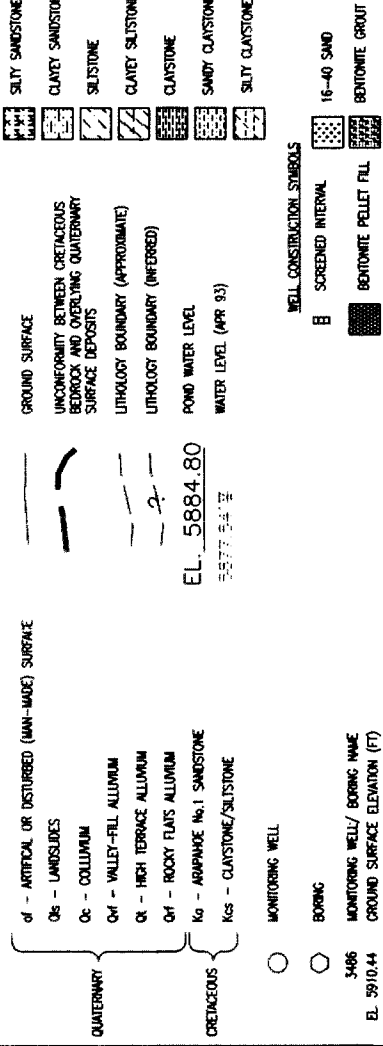 QUATERNARY
af - ARTIFICAL OR DISTURBED (MAN-MADE) SURFACE
Qls - LANDSLIDES
Qc - COLLUVIUM
Qvf - VALLEY-FILL ALLUVIUM
Qt - HIGH TERRACE ALLUVIUM
Qrf - ROCKY FLATS ALLUVIUM
CRETACEOUS
Ka - ARAPAHOE No.1 SANDSTONE
Kcs - CLAYSTONE/SILTSTONE
MONITORING WELL
BORING
3486 MONITORING WELL/ BORING NAME
EL. 5910.44 GROUND SURFACE ELEVATION (FT)
GROUND SURFACE
UNCONFORMITY BETWEEN CRETACEOUS
BEDROCK AND OVERLYING QUATERNARY
SURFACE DEPOSITS
LITHOLOGY BOUNDARY (APPROXIMATE)
? LITHOLOGY BOUNDARY (INFERRED)
EL. 5884.80 POND WATER LEVEL
WATER LEVEL (APR 93)
SILTY SANDSTONE
CLAYEY SANDSTONE
SILTSTONE
CLAYEY SILTSTONE
CLAYSTONE
SANDY CLAYSTONE
SILTY CLAYSTONE
WELL CONSTRUCTION SYMBOLS
SCREENED INTERVAL
16-40 SAND
BENTONITE PELLET FILL
BENTONITE GROUT